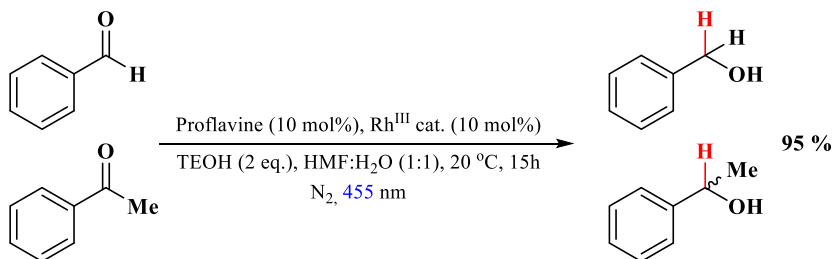 O
H
H
H
OH
Proflavine (10 mol%), Rh^III cat. (10 mol%)
95 %
TEOH (2 eq.), HMF:H₂O (1:1), 20 °C, 15h
O
H
Me
N₂, 455 nm
Me
OH